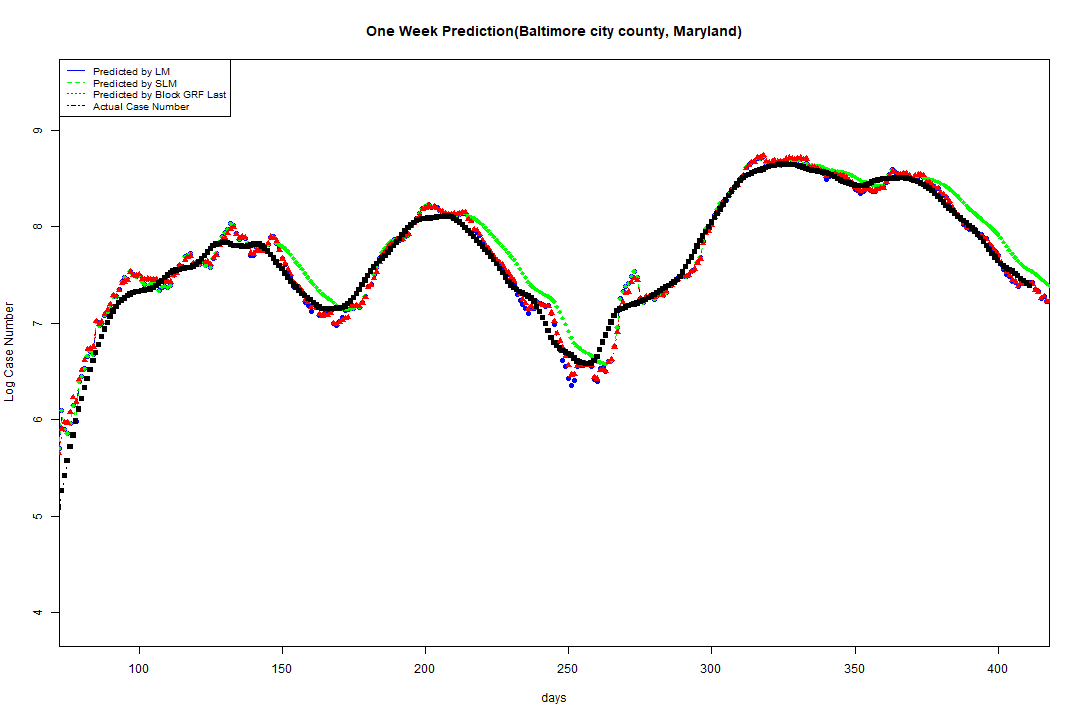 One Week Prediction(Baltimore city county, Maryland)
Predicted by LM
Predicted by SLM
Predicted by Block GRF Last
Actual Case Number
9
8
7
6
5
4
Log Case Number
100 150 200 250 300 350 400
days